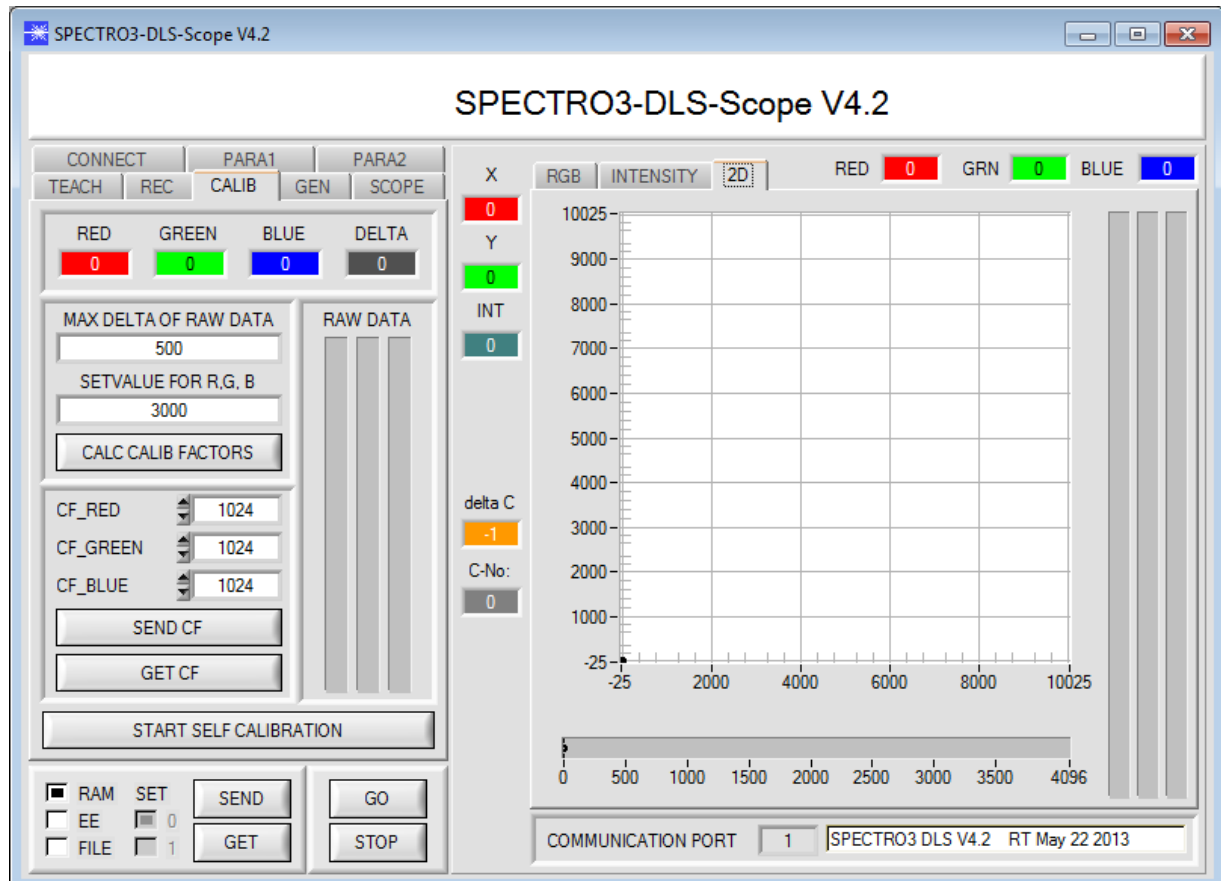 SPECTRO3-DLS-Scope V4.2
SPECTRO3-DLS-Scope V4.2
CONNECT PARA1 PARA2
TEACH REC CALIB GEN SCOPE
RED GREEN BLUE DELTA
0 0 0 0
MAX DELTA OF RAW DATA
500
SETVALUE FOR R,G, B
3000
CALC CALIB FACTORS
RAW DATA
CF_RED 1024
CF_GREEN 1024
CF_BLUE 1024
SEND CF
GET CF
START SELF CALIBRATION
RAM SET
EE 0
FILE 1
SEND
GET
GO
STOP
X
0
Y
0
INT
0
delta C
-1
C-No:
0
RGB INTENSITY 2D
RED 0 GRN 0 BLUE 0
10025
9000
8000
7000
6000
5000
4000
3000
2000
1000
-25
-25 2000 4000 6000 8000 10025
0 500 1000 1500 2000 2500 3000 3500 4096
COMMUNICATION PORT 1 SPECTRO3 DLS V4.2 RT May 22 2013